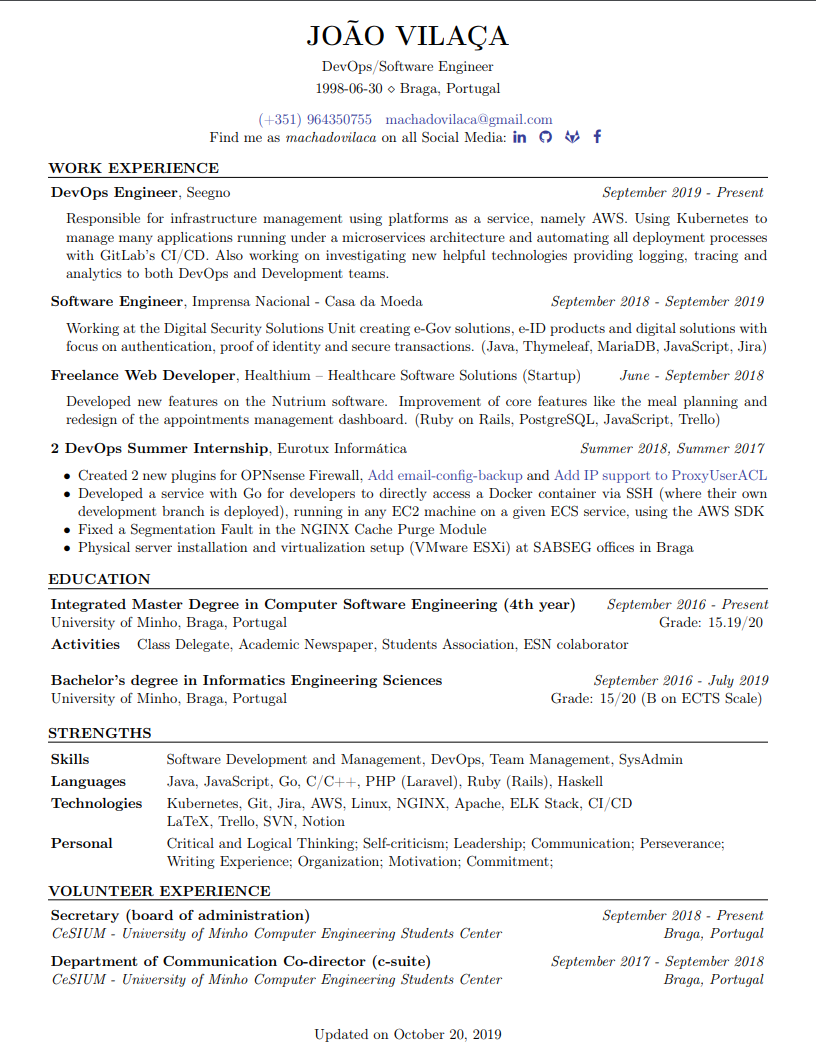 JOÃO VILAÇA
DevOps/Software Engineer
1998-06-30 ⋄ Braga, Portugal
(+351) 964350755 machadovilaca@gmail.com
Find me as machadovilaca on all Social Media:
WORK EXPERIENCE
DevOps Engineer, Seegno September 2019 - Present
Responsible for infrastructure management using platforms as a service, namely AWS. Using Kubernetes to
manage many applications running under a microservices architecture and automating all deployment processes
with GitLab's CI/CD. Also working on investigating new helpful technologies providing logging, tracing and
analytics to both DevOps and Development teams.
Software Engineer, Imprensa Nacional - Casa da Moeda September 2018 - September 2019
Working at the Digital Security Solutions Unit creating e-Gov solutions, e-ID products and digital solutions with
focus on authentication, proof of identity and secure transactions. (Java, Thymeleaf, MariaDB, JavaScript, Jira)
Freelance Web Developer, Healthium – Healthcare Software Solutions (Startup) June - September 2018
Developed new features on the Nutrium software. Improvement of core features like the meal planning and
redesign of the appointments management dashboard. (Ruby on Rails, PostgreSQL, JavaScript, Trello)
2 DevOps Summer Internship, Eurotux Informática Summer 2018, Summer 2017
• Created 2 new plugins for OPNsense Firewall, Add email-config-backup and Add IP support to ProxyUserACL
• Developed a service with Go for developers to directly access a Docker container via SSH (where their own
development branch is deployed), running in any EC2 machine on a given ECS service, using the AWS SDK
• Fixed a Segmentation Fault in the NGINX Cache Purge Module
• Physical server installation and virtualization setup (VMware ESXi) at SABSEG offices in Braga
EDUCATION
Integrated Master Degree in Computer Software Engineering (4th year) September 2016 - Present
University of Minho, Braga, Portugal Grade: 15.19/20
Activities Class Delegate, Academic Newspaper, Students Association, ESN colaborator
Bachelor's degree in Informatics Engineering Sciences September 2016 - July 2019
University of Minho, Braga, Portugal Grade: 15/20 (B on ECTS Scale)
STRENGTHS
Skills Software Development and Management, DevOps, Team Management, SysAdmin
Languages Java, JavaScript, Go, C/C++, PHP (Laravel), Ruby (Rails), Haskell
Technologies Kubernetes, Git, Jira, AWS, Linux, NGINX, Apache, ELK Stack, CI/CD
LaTeX, Trello, SVN, Notion
Personal Critical and Logical Thinking; Self-criticism; Leadership; Communication; Perseverance;
Writing Experience; Organization; Motivation; Commitment;
VOLUNTEER EXPERIENCE
Secretary (board of administration) September 2018 - Present
CeSIUM - University of Minho Computer Engineering Students Center Braga, Portugal
Department of Communication Co-director (c-suite) September 2017 - September 2018
CeSIUM - University of Minho Computer Engineering Students Center Braga, Portugal
Updated on October 20, 2019